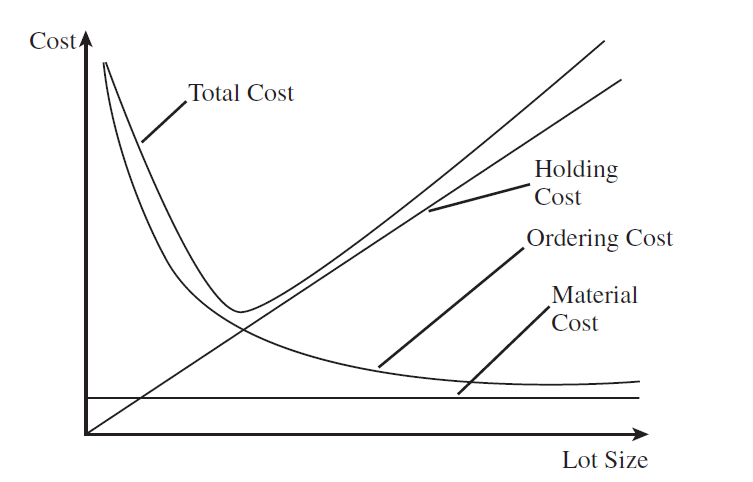 Cost
Total Cost
Holding
Cost
Ordering Cost
Material
Cost
Lot Size